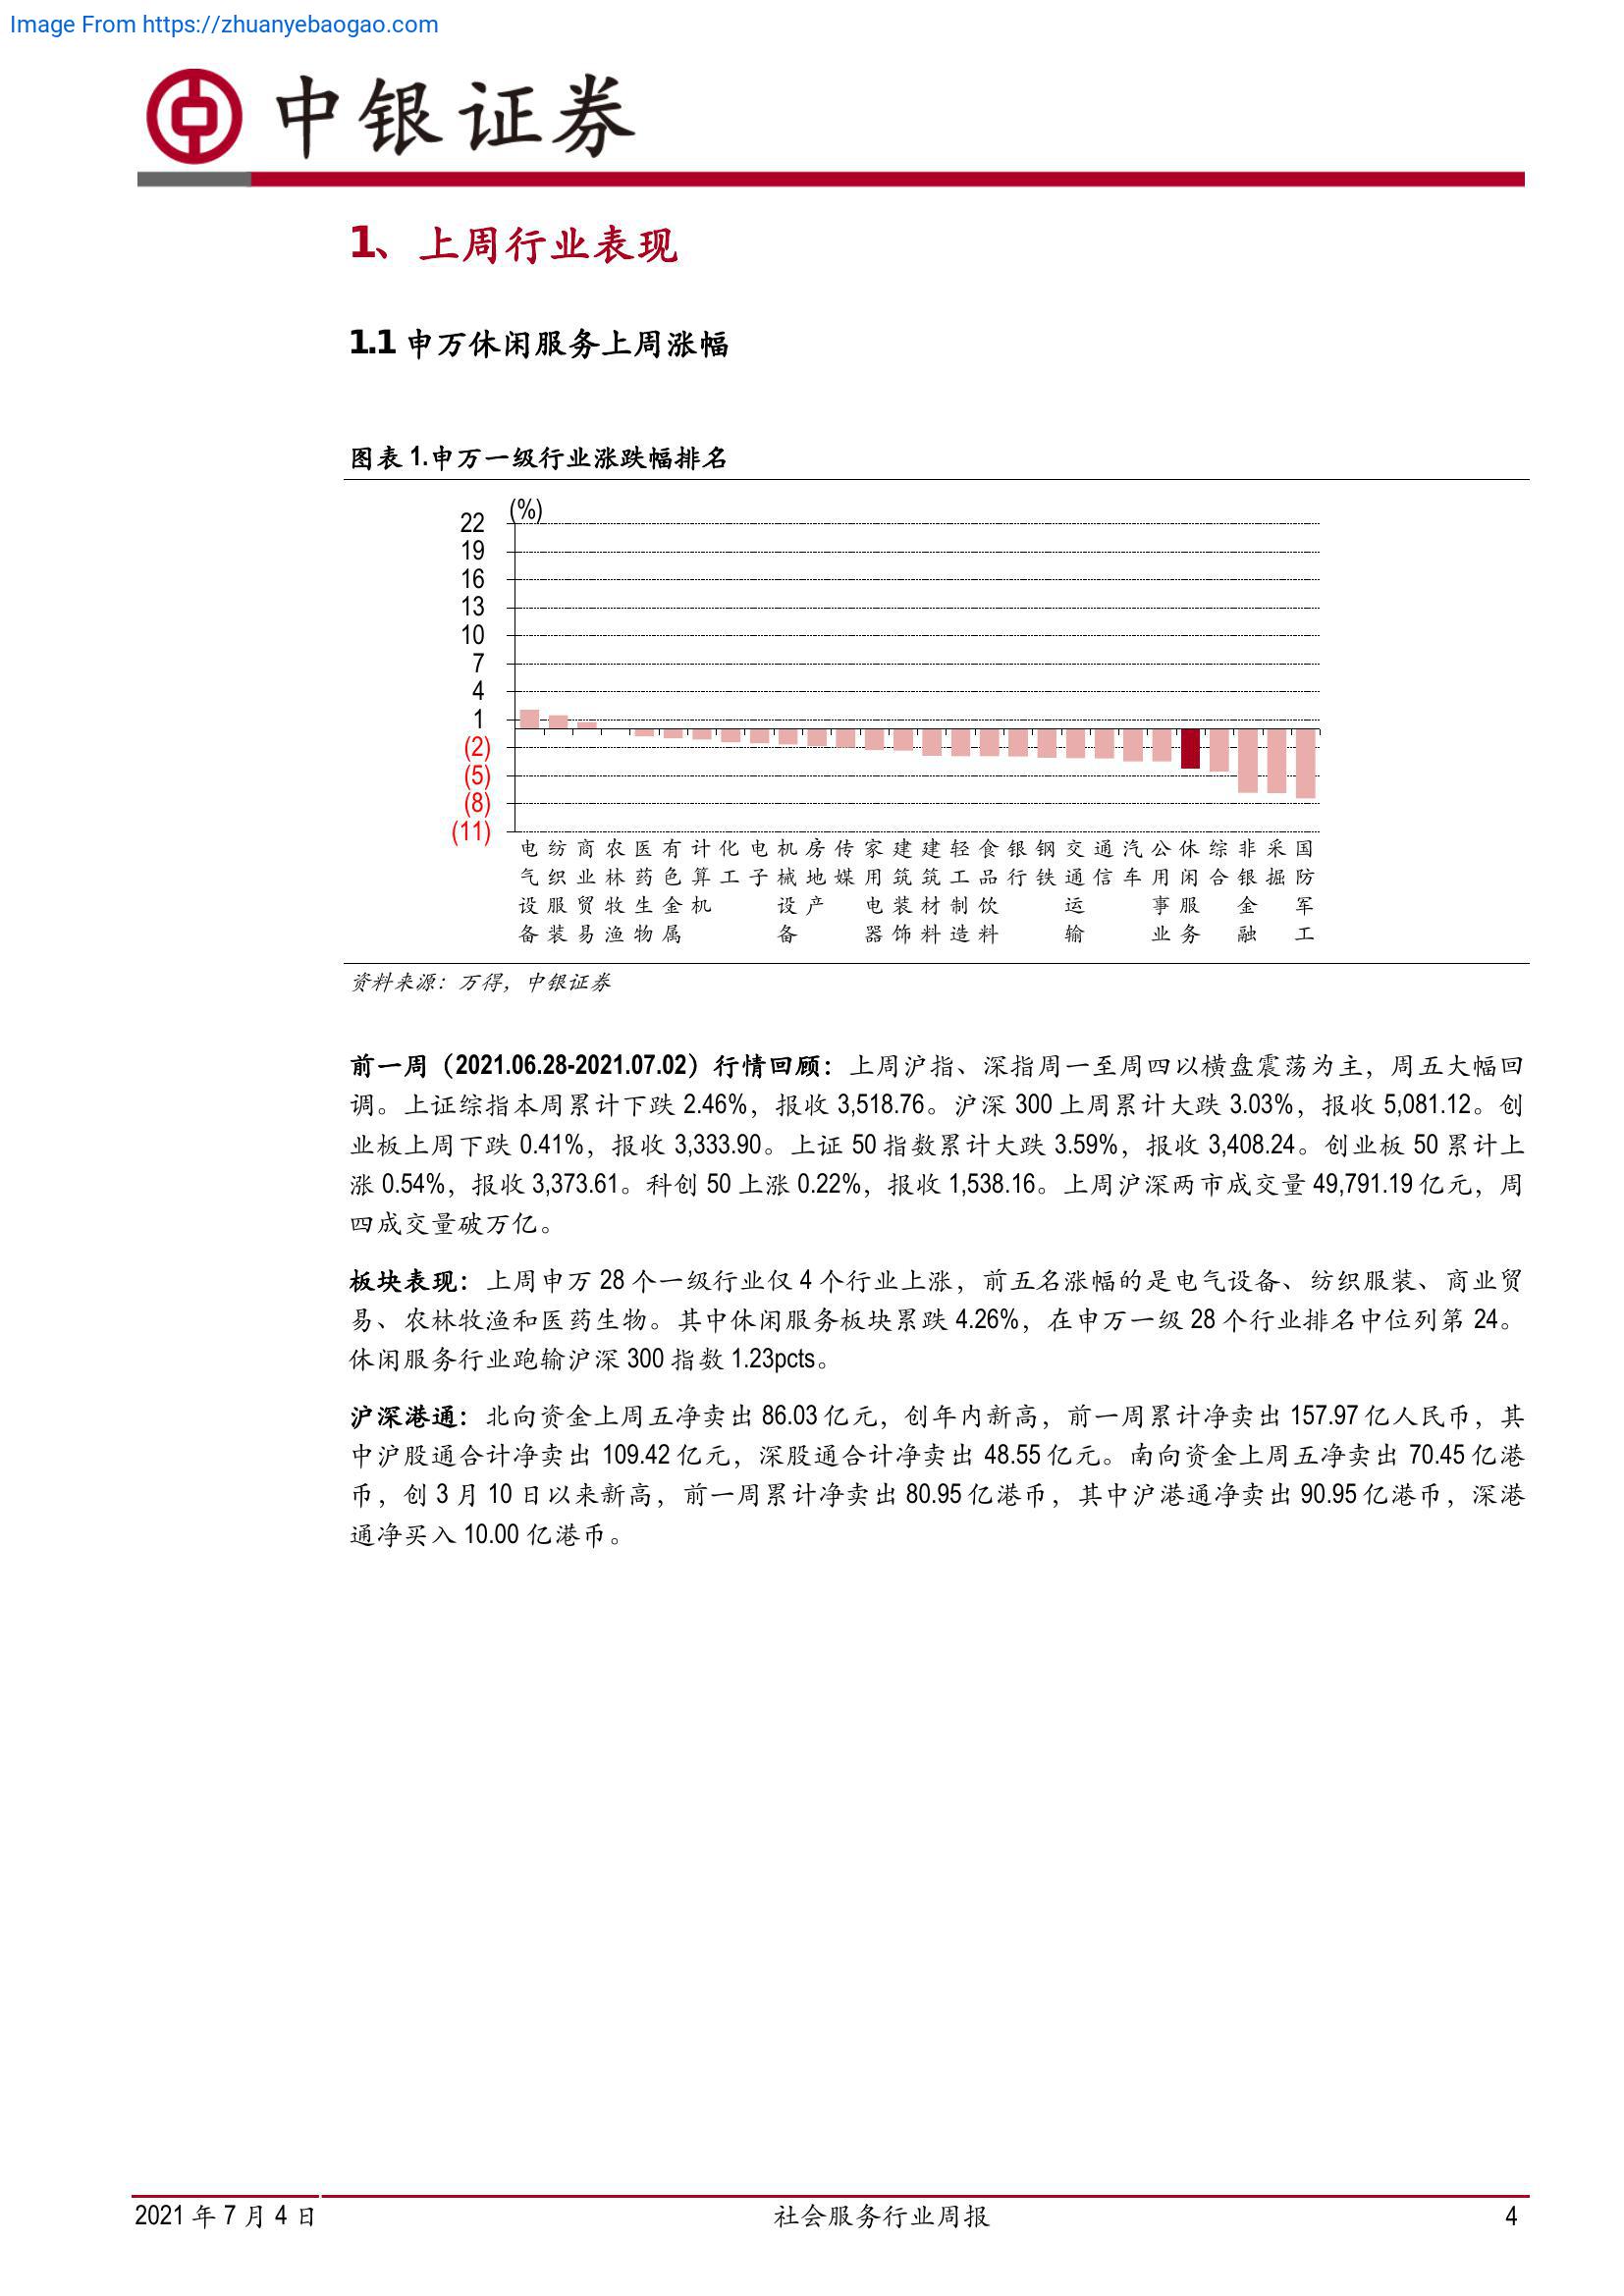 Image From https://zhuanyebaogao.com
中银证券
1、上周行业表现
1.1 申万休闲服务上周涨幅
图表 1.申万一级行业涨跌幅排名
(%)
22
19
16
13
10
7
4
1
(2)
(5)
(8)
(11)
电气设备
纺织服装
商业贸易
农林牧渔
医药生物
有色金属
计算机
化工
电子
机械设备
房地产
传媒
家用电器
建筑装饰
建筑材料
轻工制造
食品饮料
银行
钢铁
交通运输
通信
汽车
公用事业
休闲服务
综合
非银金融
采掘
国防军工
资料来源：万得，中银证券
前一周（2021.06.28-2021.07.02）行情回顾：上周沪指、深指周一至周四以横盘震荡为主，周五大幅回
调。上证综指本周累计下跌 2.46%，报收 3,518.76。沪深 300 上周累计大跌 3.03%，报收 5,081.12。创
业板上周下跌 0.41%，报收 3,333.90。上证 50 指数累计大跌 3.59%，报收 3,408.24。创业板 50 累计上
涨 0.54%，报收 3,373.61。科创 50 上涨 0.22%，报收 1,538.16。上周沪深两市成交量 49,791.19 亿元，周
四成交量破万亿。
板块表现：上周申万 28 个一级行业仅 4 个行业上涨，前五名涨幅的是电气设备、纺织服装、商业贸
易、农林牧渔和医药生物。其中休闲服务板块累跌 4.26%，在申万一级 28 个行业排名中位列第 24。
休闲服务行业跑输沪深 300 指数 1.23pcts。
沪深港通：北向资金上周五净卖出 86.03 亿元，创年内新高，前一周累计净卖出 157.97 亿人民币，其
中沪股通合计净卖出 109.42 亿元，深股通合计净卖出 48.55 亿元。南向资金上周五净卖出 70.45 亿港
币，创 3 月 10 日以来新高，前一周累计净卖出 80.95 亿港币，其中沪港通净卖出 90.95 亿港币，深港
通净买入 10.00 亿港币。
2021 年 7 月 4 日
社会服务行业周报
4